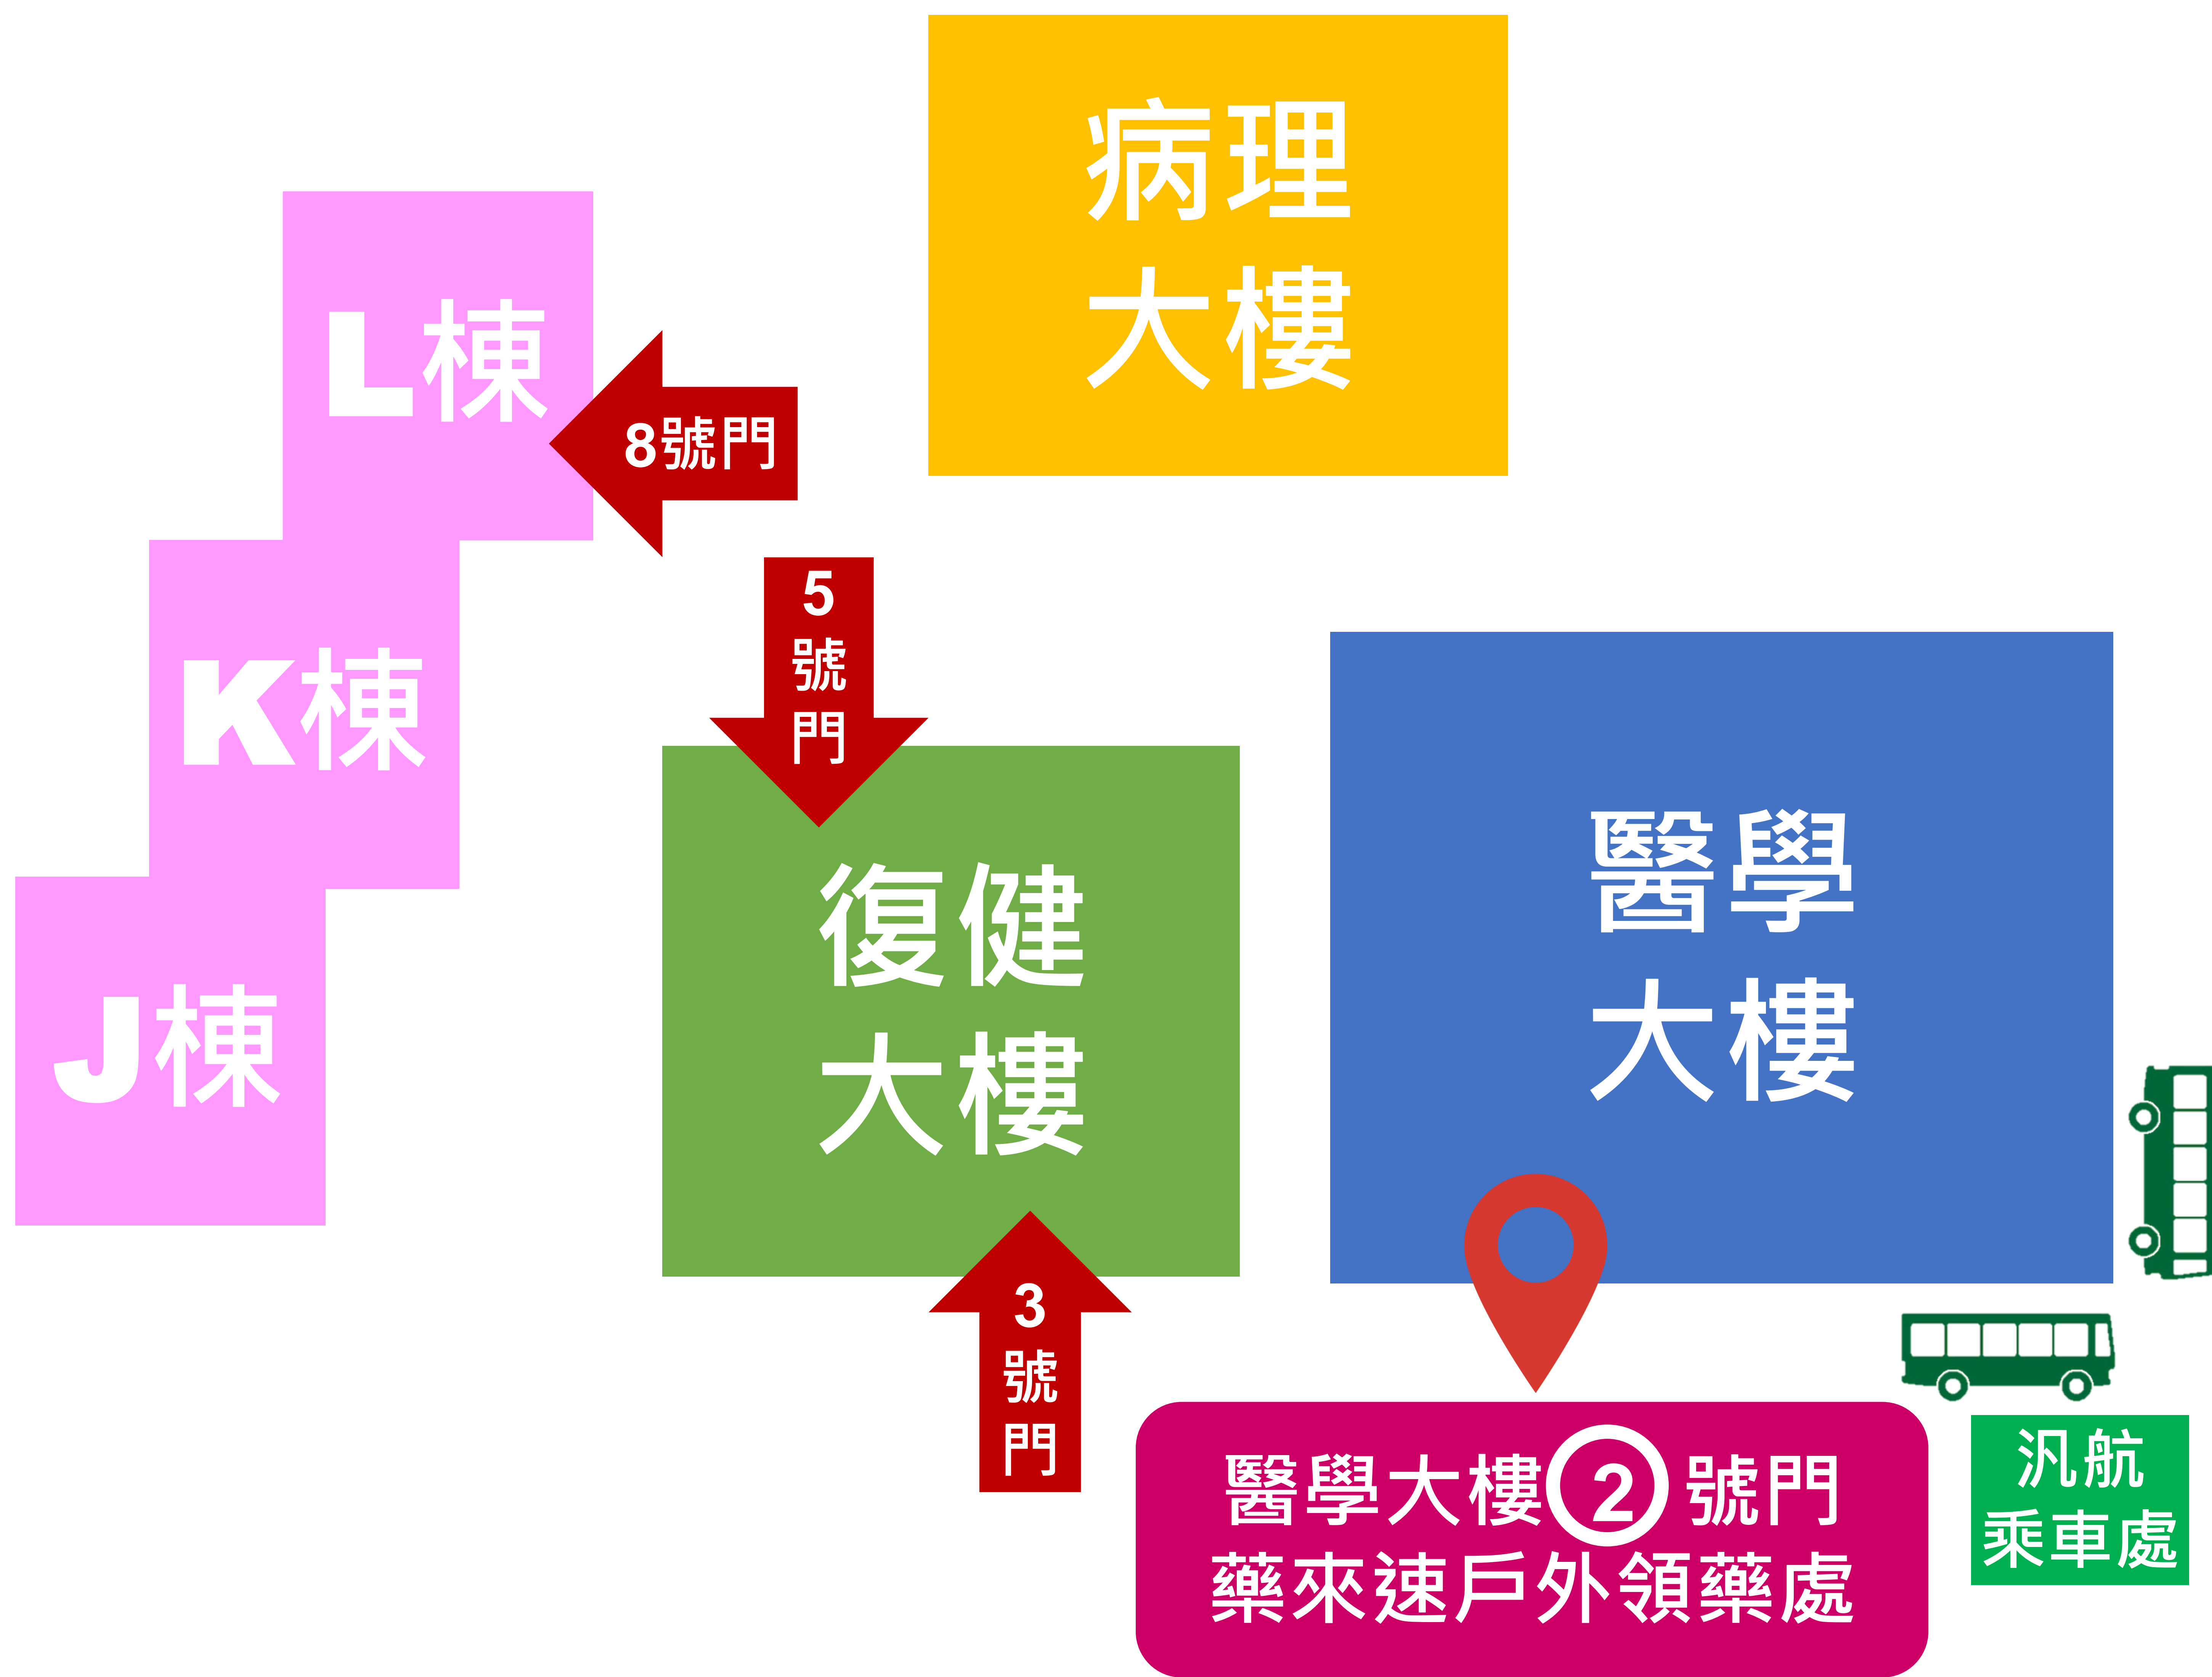 病理
大樓
L棟
8號門
5
號
門
K棟
醫學
大樓
復健
大樓
J棟
3
號
門
醫學大樓2號門
藥來速戶外領藥處
汎航
乘車處